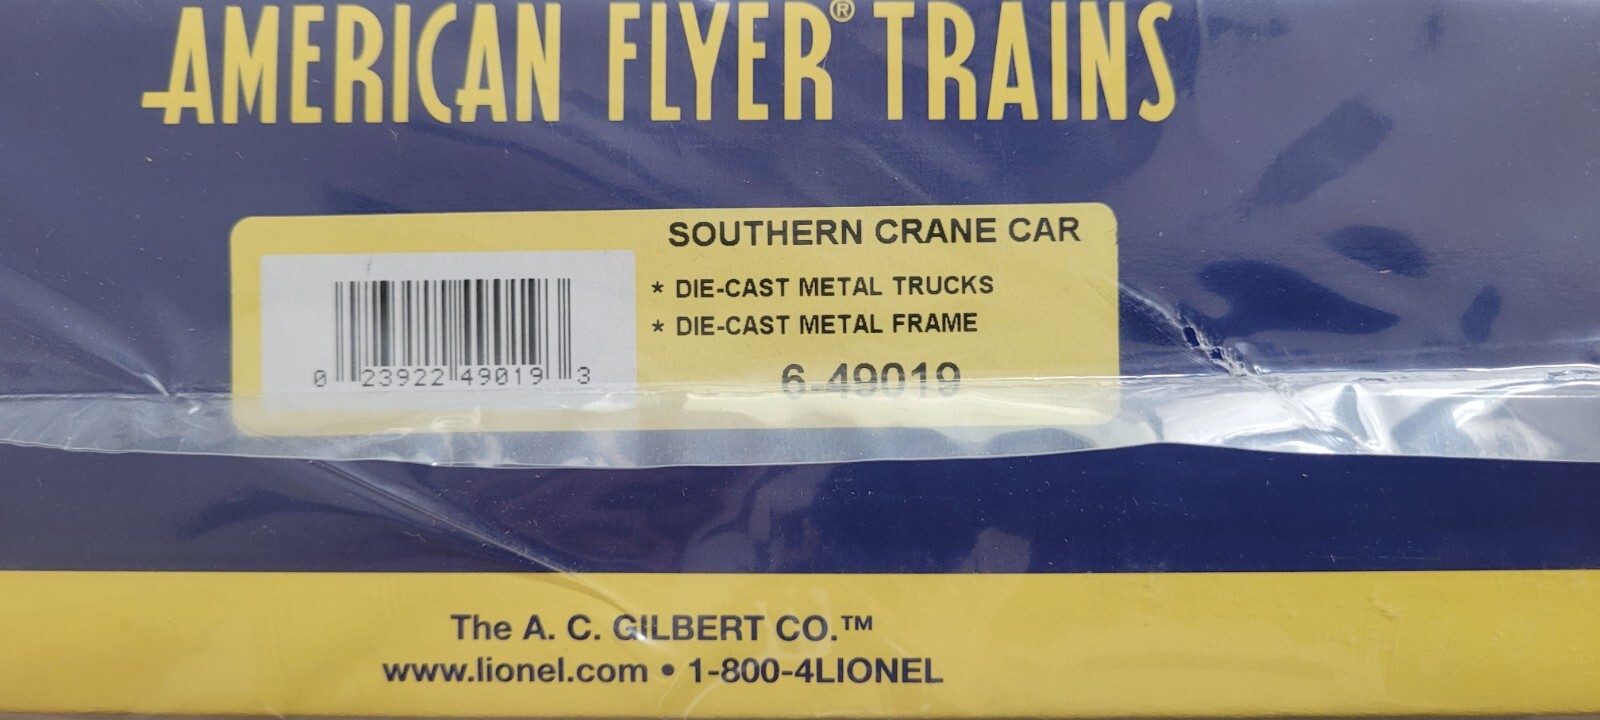 AMERICAN FLYER® TRAINS
SOUTHERN CRANE CAR
* DIE-CAST METAL TRUCKS
* DIE-CAST METAL FRAME
6-49019
0 23922 49019 3
The A. C. GILBERT CO.™
www.lionel.com • 1-800-4LIONEL